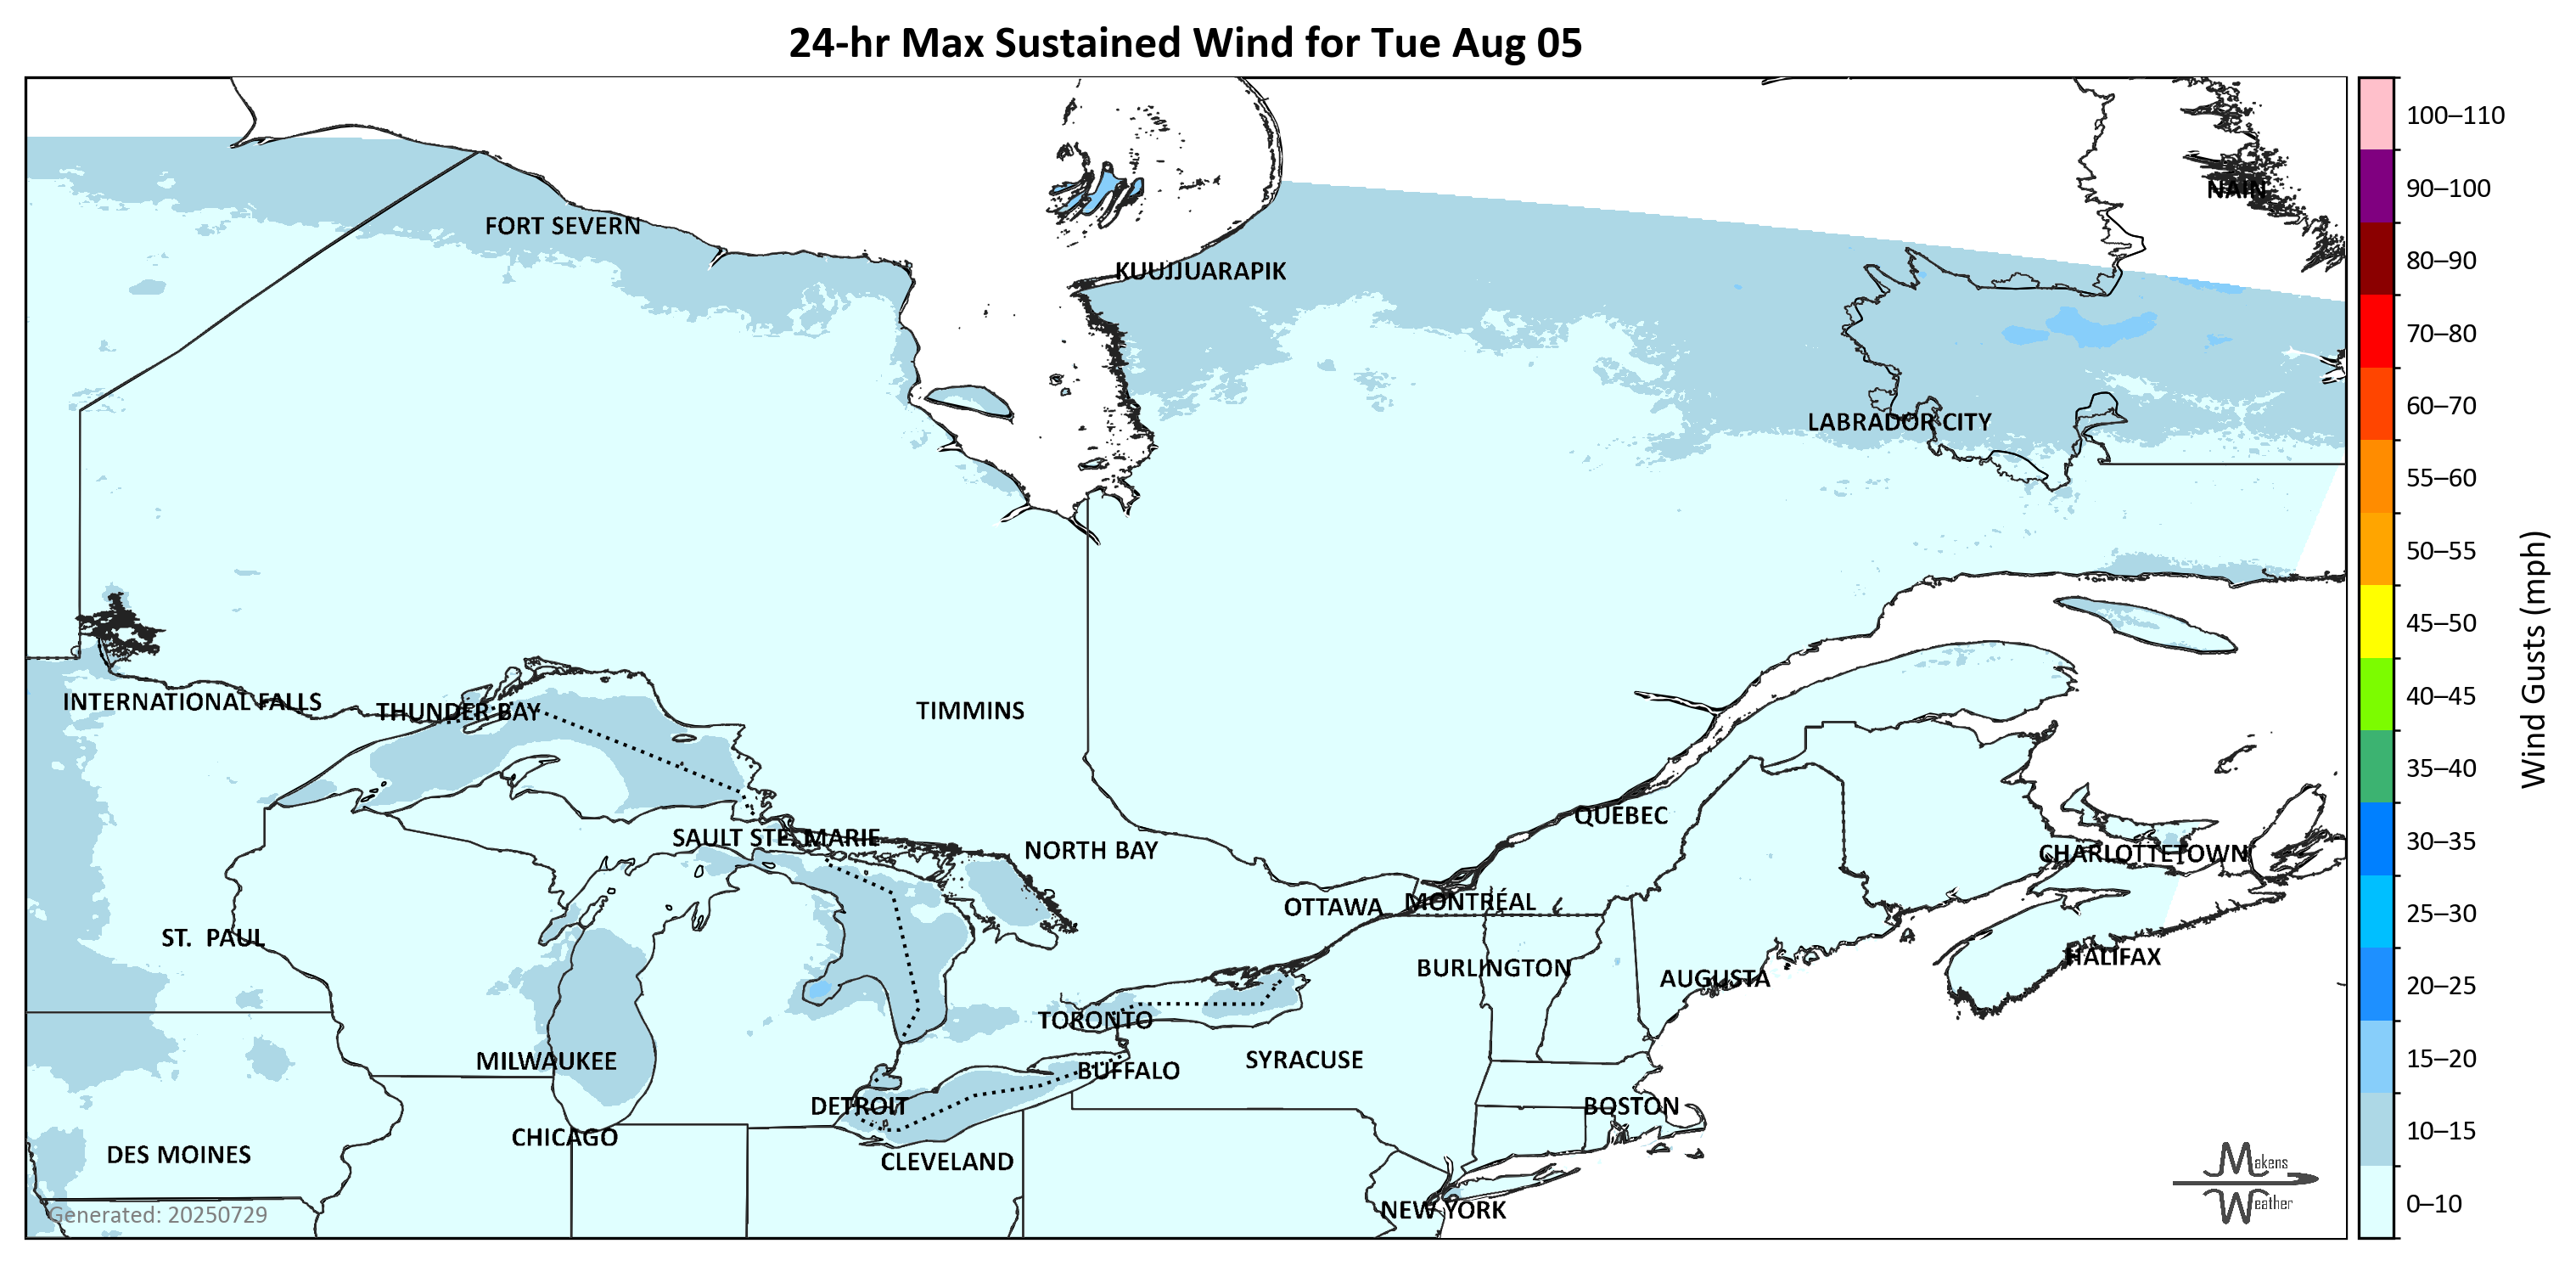 24-hr Max Sustained Wind for Tue Aug 05
100–110
90–100
NAIN
FORT SEVERN
80–90
KUUJJUARAPIK
70–80
60–70
LABRADOR CITY
55–60
50–55
45–50
Wind Gusts (mph)
40–45
INTERNATIONAL FALLS
THUNDER BAY
TIMMINS
35–40
QUEBEC
30–35
SAULT STE. MARIE
NORTH BAY
CHARLOTTETOWN
OTTAWA
MONTRÉAL
25–30
ST. PAUL
HALIFAX
BURLINGTON
AUGUSTA
20–25
TORONTO
15–20
MILWAUKEE
SYRACUSE
BUFFALO
DETROIT
BOSTON
10–15
CHICAGO
DES MOINES
CLEVELAND
Makens
Weather
0–10
NEW YORK
Generated: 20250729